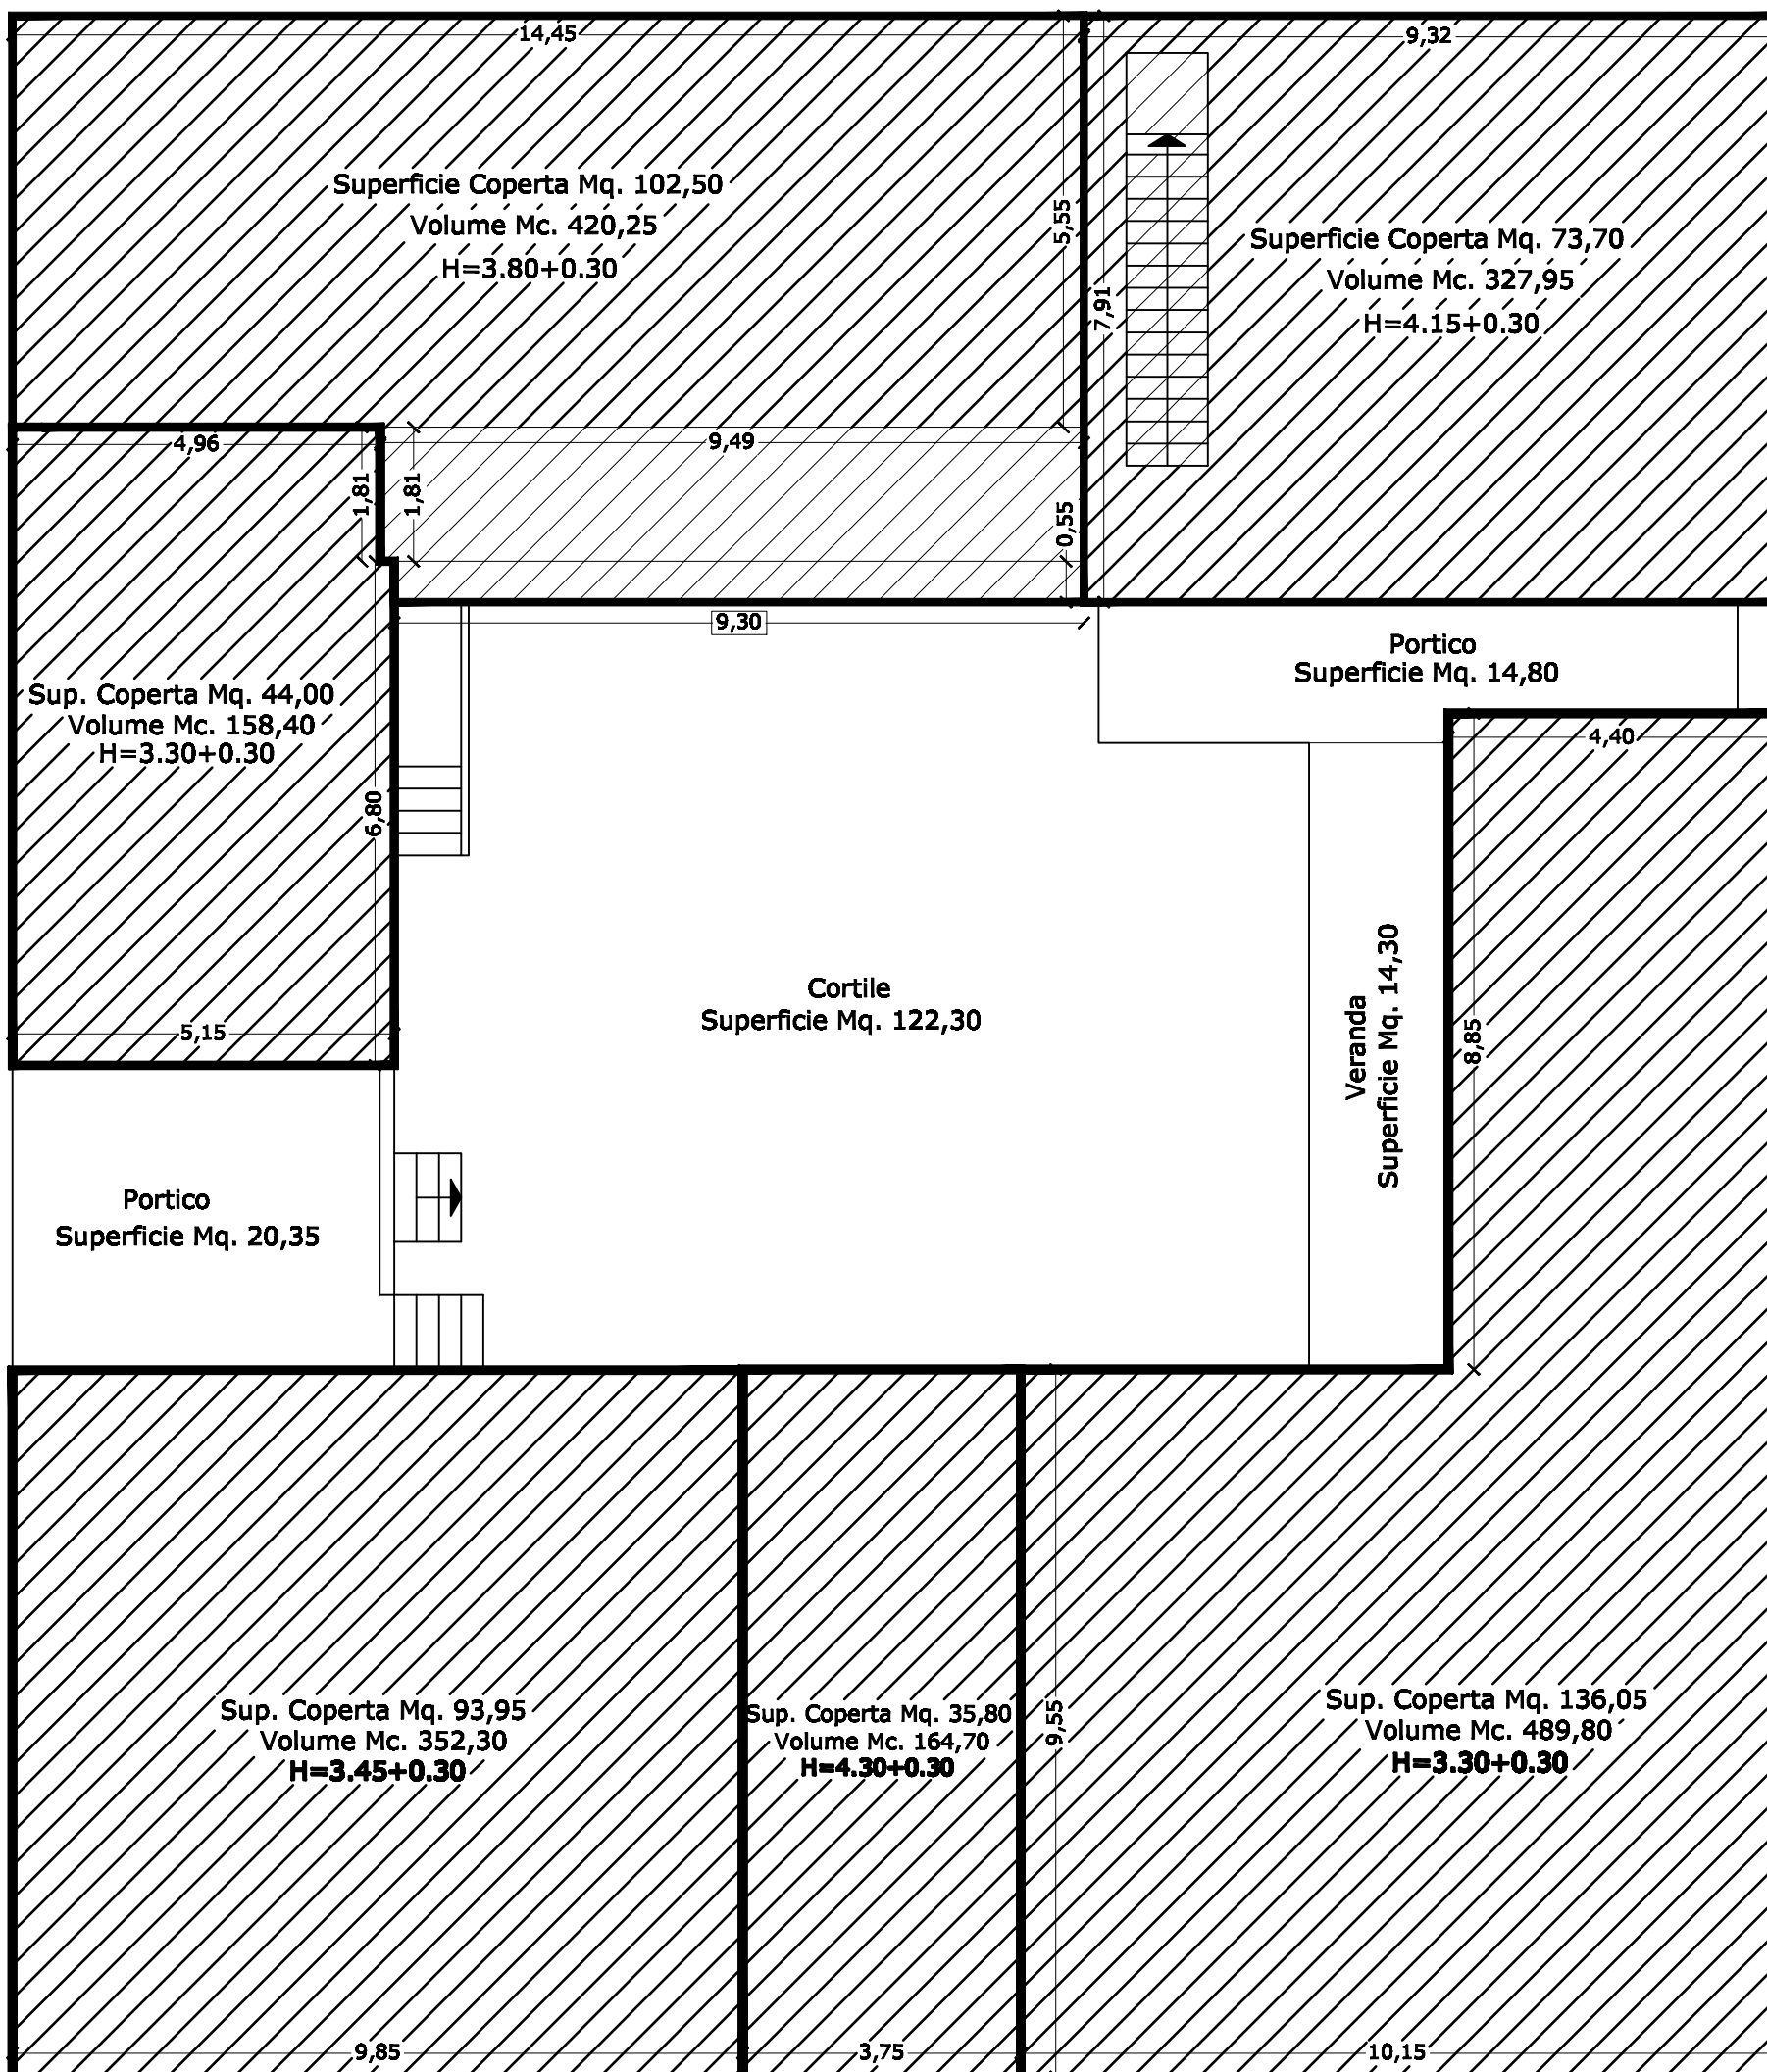 14,45
9,32
Superficie Coperta Mq. 102,50
Volume Mc. 420,25
H=3.80+0.30
5,55
7,91
Superficie Coperta Mq. 73,70
Volume Mc. 327,95
H=4.15+0.30
4,96
9,49
1,81
1,81
0,55
9,30
Portico
Superficie Mq. 14,80
Sup. Coperta Mq. 44,00
Volume Mc. 158,40
H=3.30+0.30
4,40
6,80
Cortile
Superficie Mq. 122,30
Veranda
Superficie Mq. 14,30
8,85
5,15
Portico
Superficie Mq. 20,35
Sup. Coperta Mq. 93,95
Volume Mc. 352,30
H=3.45+0.30
Sup. Coperta Mq. 35,80
Volume Mc. 164,70
H=4.30+0.30
9,55
Sup. Coperta Mq. 136,05
Volume Mc. 489,80
H=3.30+0.30
9,85
3,75
10,15